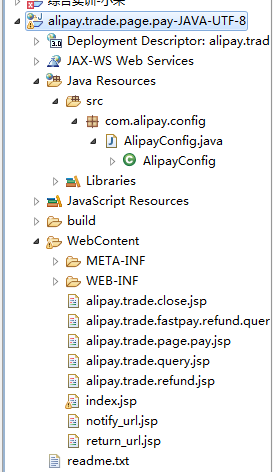 alipay.trade.page.pay-JAVA-UTF-8
Deployment Descriptor: alipay.trad
JAX-WS Web Services
Java Resources
src
com.alipay.config
AlipayConfig.java
AlipayConfig
Libraries
JavaScript Resources
build
WebContent
META-INF
WEB-INF
alipay.trade.close.jsp
alipay.trade.fastpay.refund.quer
alipay.trade.page.pay.jsp
alipay.trade.query.jsp
alipay.trade.refund.jsp
index.jsp
notify_url.jsp
return_url.jsp
readme.txt